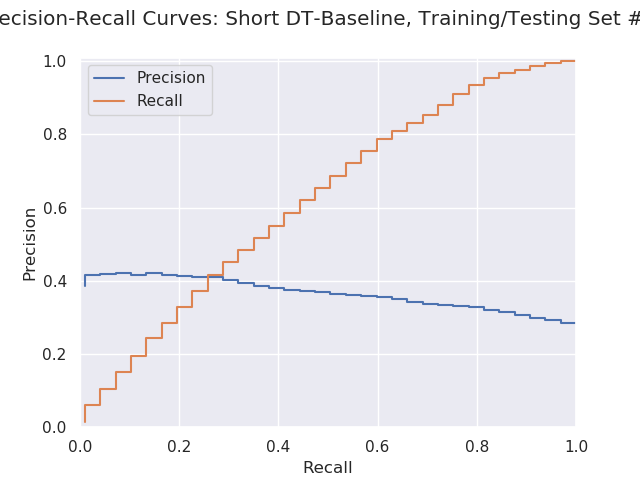 ecision-Recall Curves: Short DT-Baseline, Training/Testing Set #
Precision
Recall
1.0
0.8
0.6
0.4
0.2
0.0
Precision
0.0 0.2 0.4 0.6 0.8 1.0
Recall